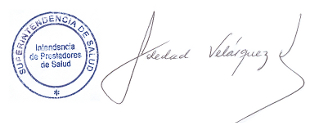 SUPERINTENDENCIA DE SALUD
Intendencia
de Prestadores
de Salud
*
Soledad Velásquez U